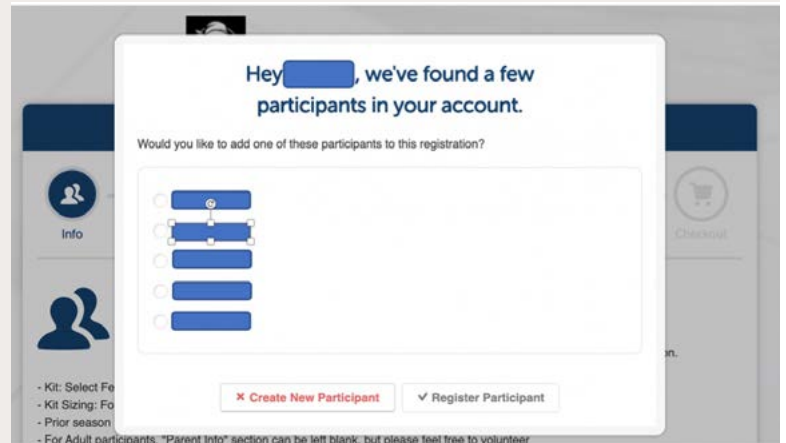 Hey , we've found a few
participants in your account.
Would you like to add one of these participants to this registration?
Info
Checkout
on.
- Kit: Select Fe
- Kit Sizing: Fo
- Prior season
- For Adult participants, "Parent Info" section can be left blank, but please feel free to volunteer
× Create New Participant
✓ Register Participant